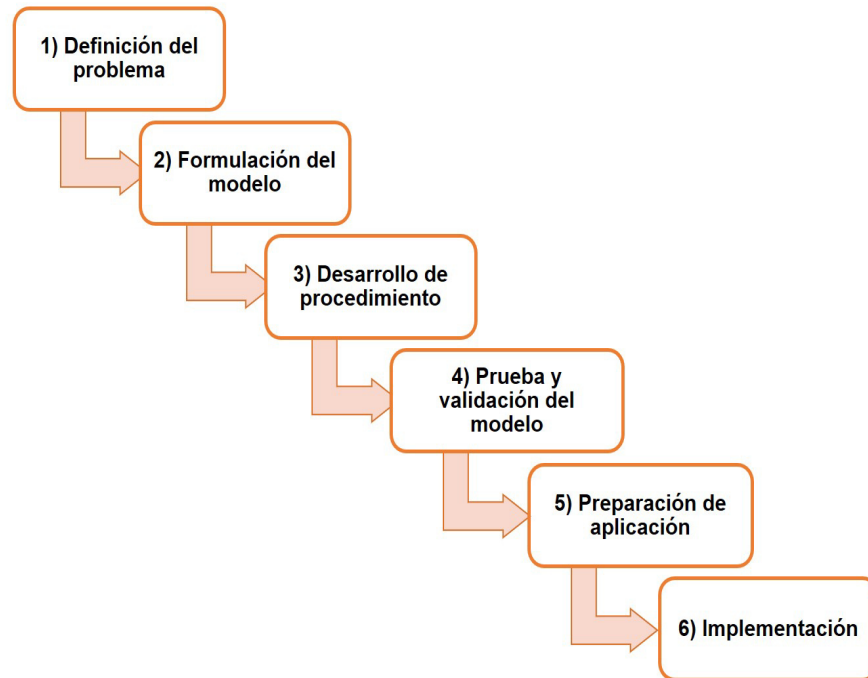 1) Definición del
problema
2) Formulación del
modelo
3) Desarrollo de
procedimiento
4) Prueba y
validación del
modelo
5) Preparación de
aplicación
6) Implementación